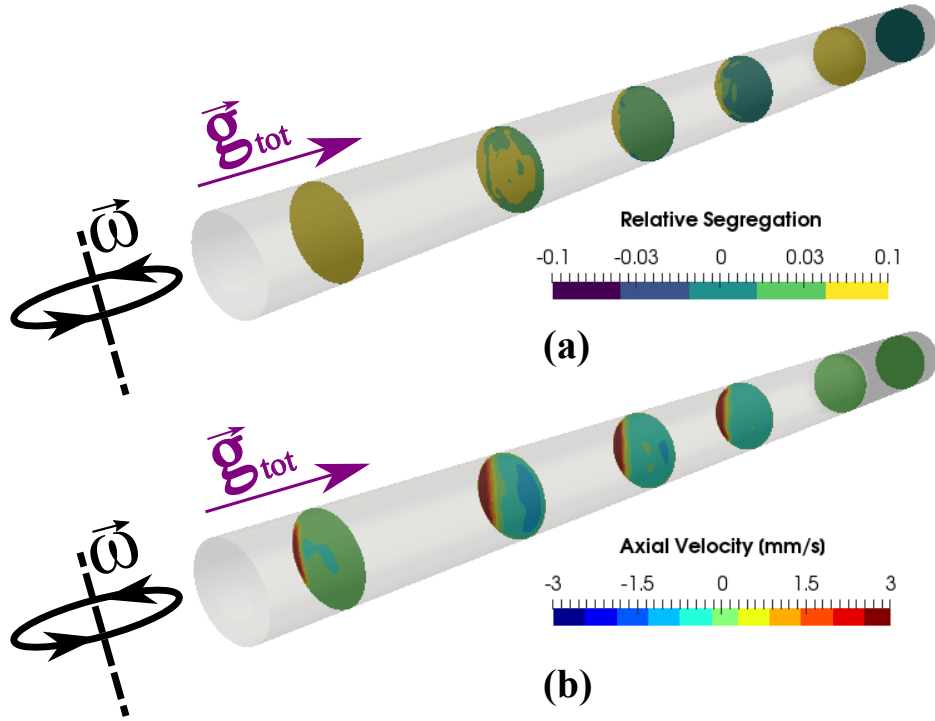 (a)
g⃗tot
ω⃗
Relative Segregation
-0.1 -0.03 0 0.03 0.1
(a)
g⃗tot
ω⃗
Axial Velocity (mm/s)
-3 -1.5 0 1.5 3
(b)